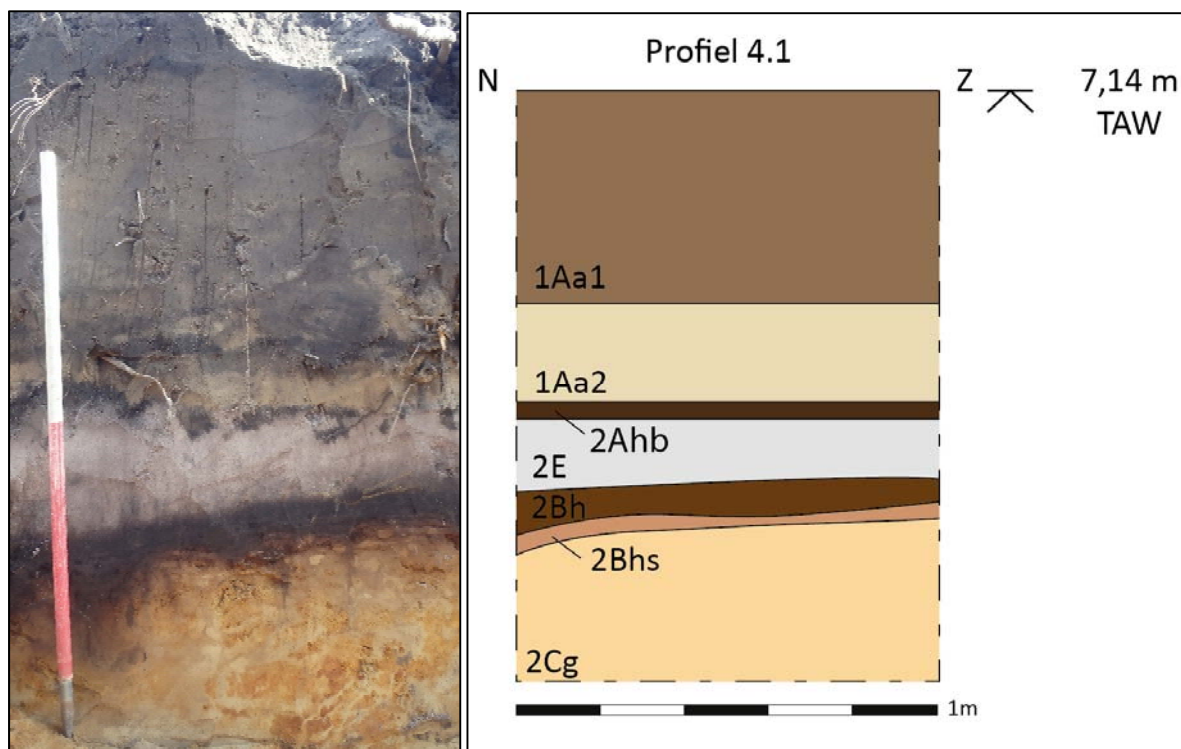 Profiel 4.1
N
Z
7,14 m
TAW
1Aa1
1Aa2
2Ahb
2E
2Bh
2Bhs
2Cg
1m